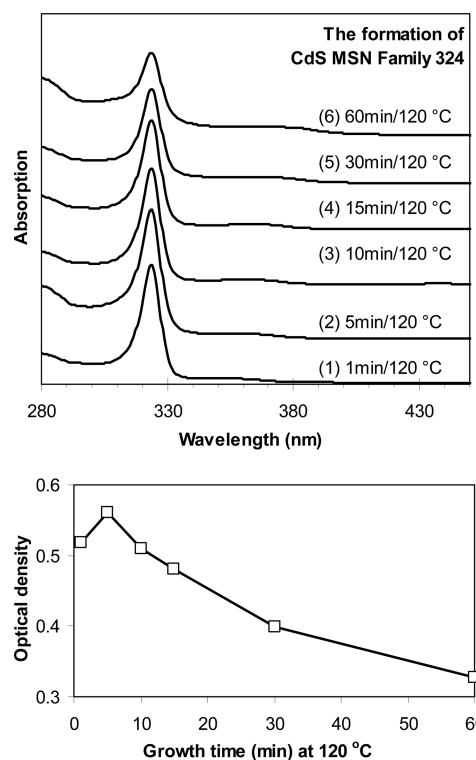 The formation of
CdS MSN Family 324
(6) 60min/120 °C
(5) 30min/120 °C
(4) 15min/120 °C
(3) 10min/120 °C
(2) 5min/120 °C
(1) 1min/120 °C
Absorption
280 330 380 430
Wavelength (nm)
0.6
0.5
0.4
0.3
Optical density
0 10 20 30 40 50 6
Growth time (min) at 120 °C